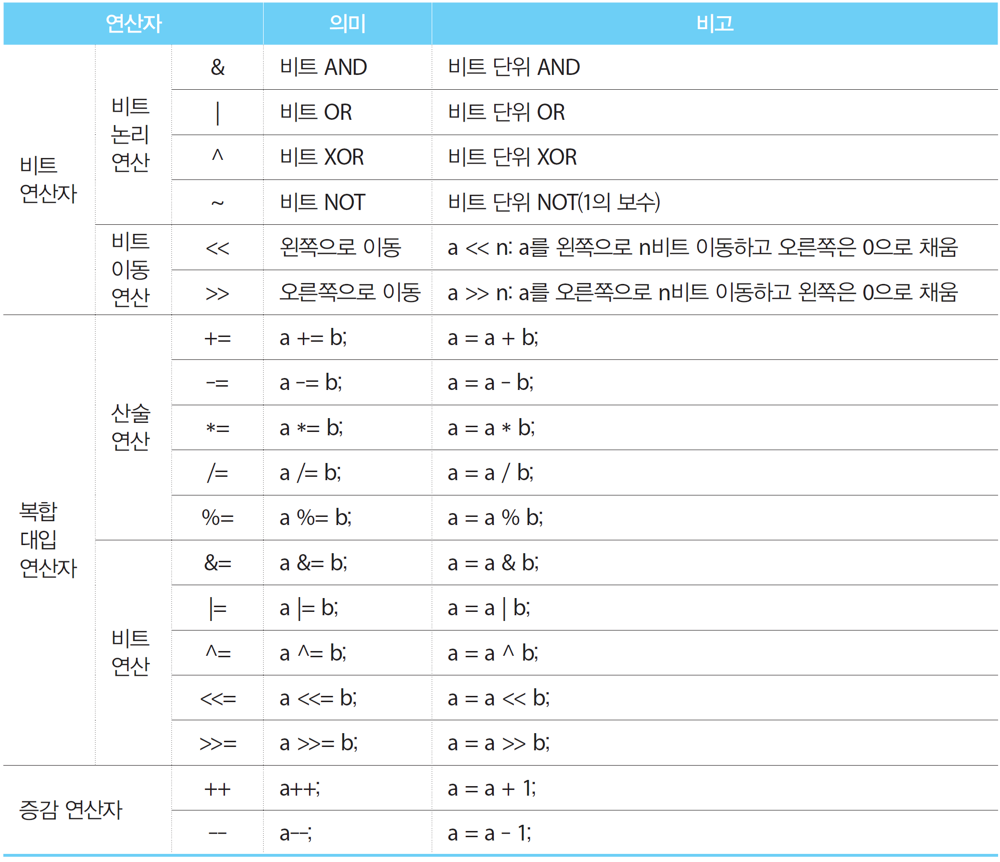 연산자 의미 비고
비트
연산자
비트
논리
연산
& 비트 AND 비트 단위 AND
| 비트 OR 비트 단위 OR
^ 비트 XOR 비트 단위 XOR
~ 비트 NOT 비트 단위 NOT(1의 보수)
비트
이동
연산
<< 왼쪽으로 이동 a << n: a를 왼쪽으로 n비트 이동하고 오른쪽은 0으로 채움
>> 오른쪽으로 이동 a >> n: a를 오른쪽으로 n비트 이동하고 왼쪽은 0으로 채움
복합
대입
연산자
산술
연산
+= a += b; a = a + b;
-= a -= b; a = a - b;
*= a *= b; a = a * b;
/= a /= b; a = a / b;
%= a %= b; a = a % b;
비트
연산
&= a &= b; a = a & b;
|= a |= b; a = a | b;
^= a ^= b; a = a ^ b;
<<= a <<= b; a = a << b;
>>= a >>= b; a = a >> b;
증감 연산자
++ a++; a = a + 1;
-- a--; a = a - 1;